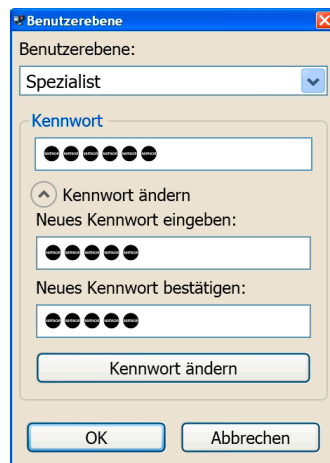 Benutzerebene
Benutzerebene:
Spezialist
Kennwort
Kennwort ändern
Neues Kennwort eingeben:
Neues Kennwort bestätigen:
Kennwort ändern
OK
Abbrechen